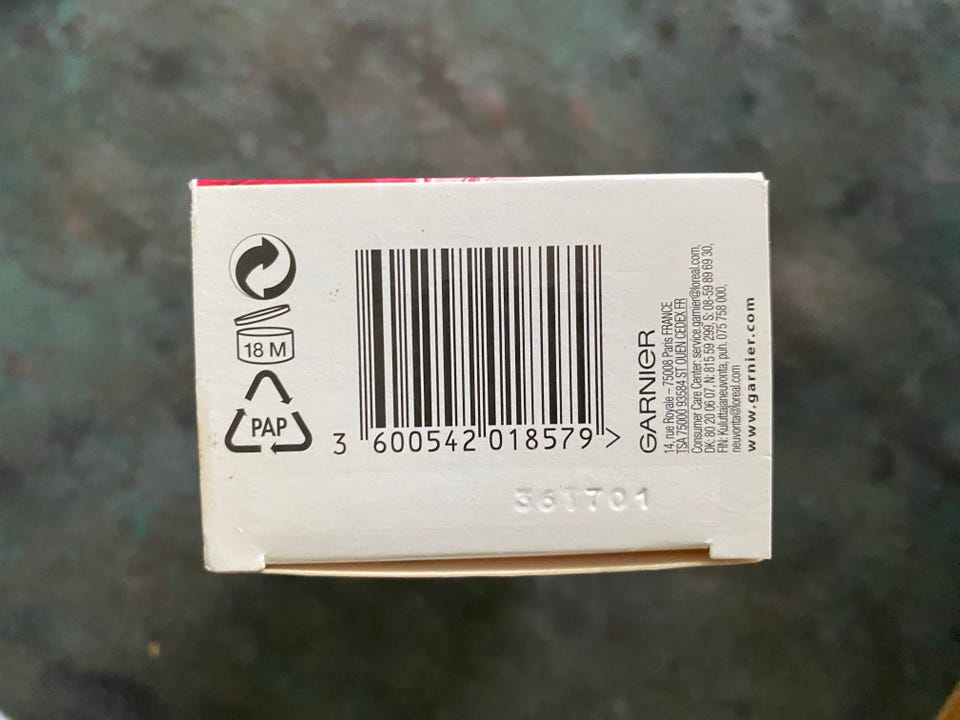 18 M
PAP
3 600542 018579 >
GARNIER
14, rue Royale – 75008 Paris FRANCE
TSA 75000 93584 ST OUEN CEDEX FR
Consumer Care Center: service.garnier@loreal.com,
DK: 80 20 06 07, N: 815 59 299, S: 08-59 89 69 30,
FIN: Kuluttajaneuvonta, puh. 075 758 000,
neuvonta@loreal.com
www.garnier.com
36T701